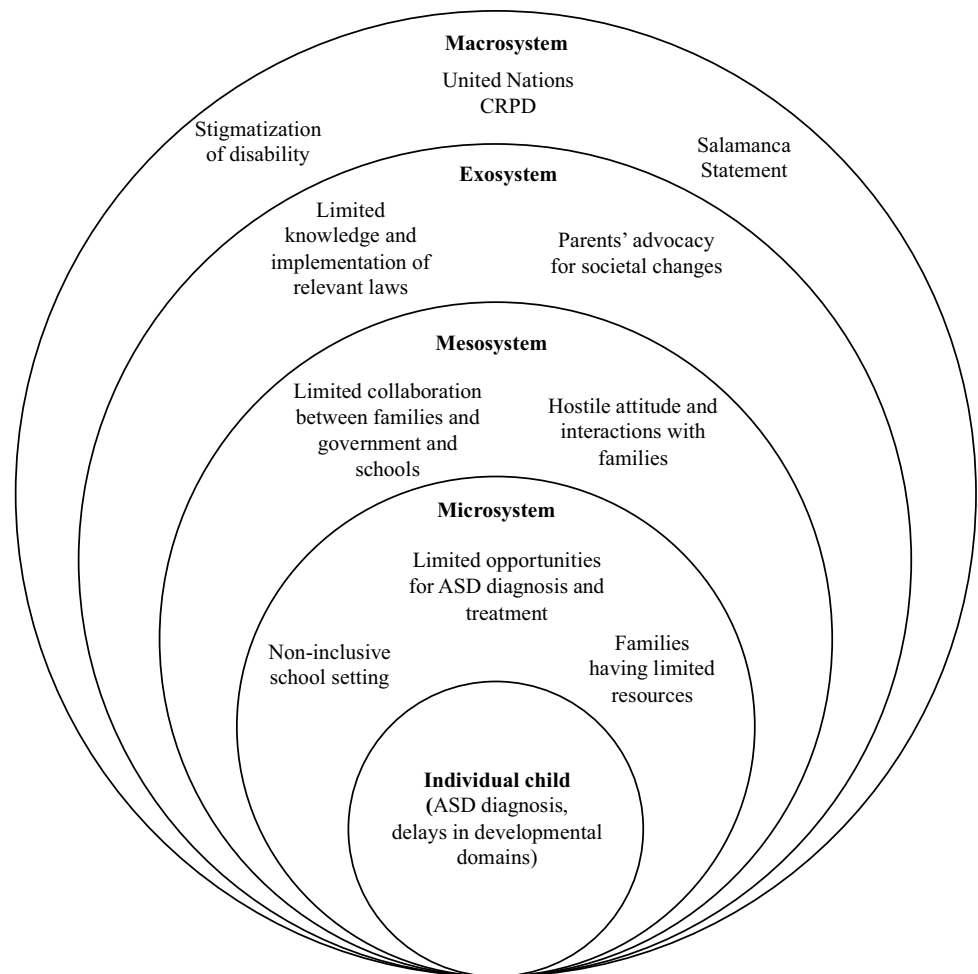 Macrosystem
United Nations
CRPD
Stigmatization
of disability
Salamanca
Statement
Exosystem
Limited
knowledge and
implementation of
relevant laws
Parents’ advocacy
for societal changes
Mesosystem
Limited collaboration
between families and
government and
schools
Hostile attitude and
interactions with
families
Microsystem
Limited opportunities
for ASD diagnosis and
treatment
Non-inclusive
school setting
Families
having limited
resources
Individual child
(ASD diagnosis,
delays in developmental
domains)